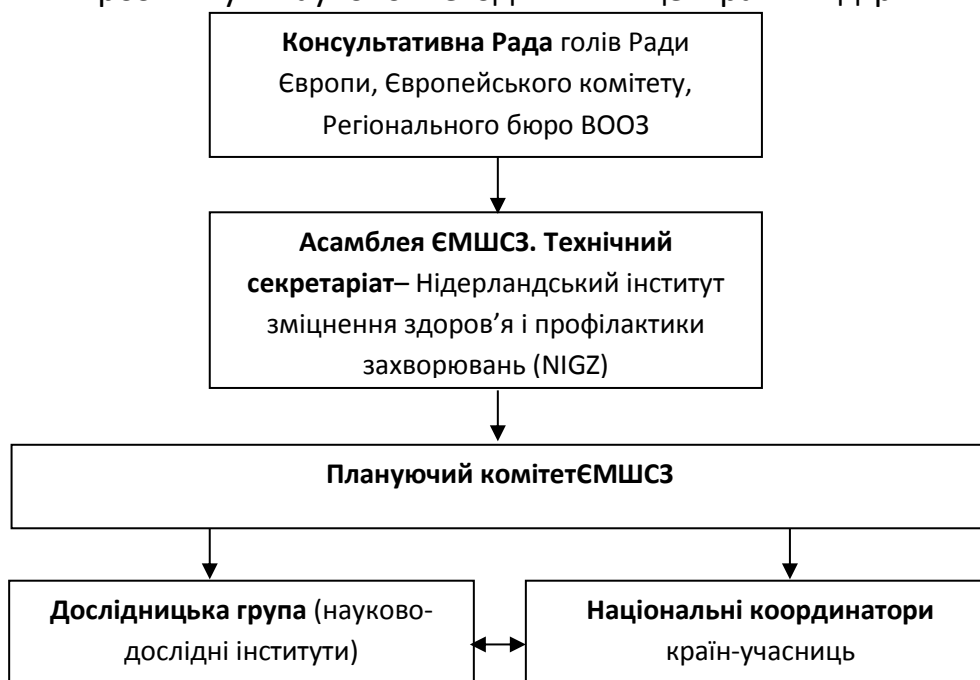 Консультативна Рада голів Ради
Європи, Європейського комітету,
Регіонального бюро ВООЗ
Асамблея ЄМШСЗ. Технічний
секретаріат– Нідерландський інститут
зміцнення здоров’я і профілактики
захворювань (NIGZ)
Плануючий комітетЄМШСЗ
Дослідницька група (науково-
дослідні інститути)
Національні координатори
країн-учасниць